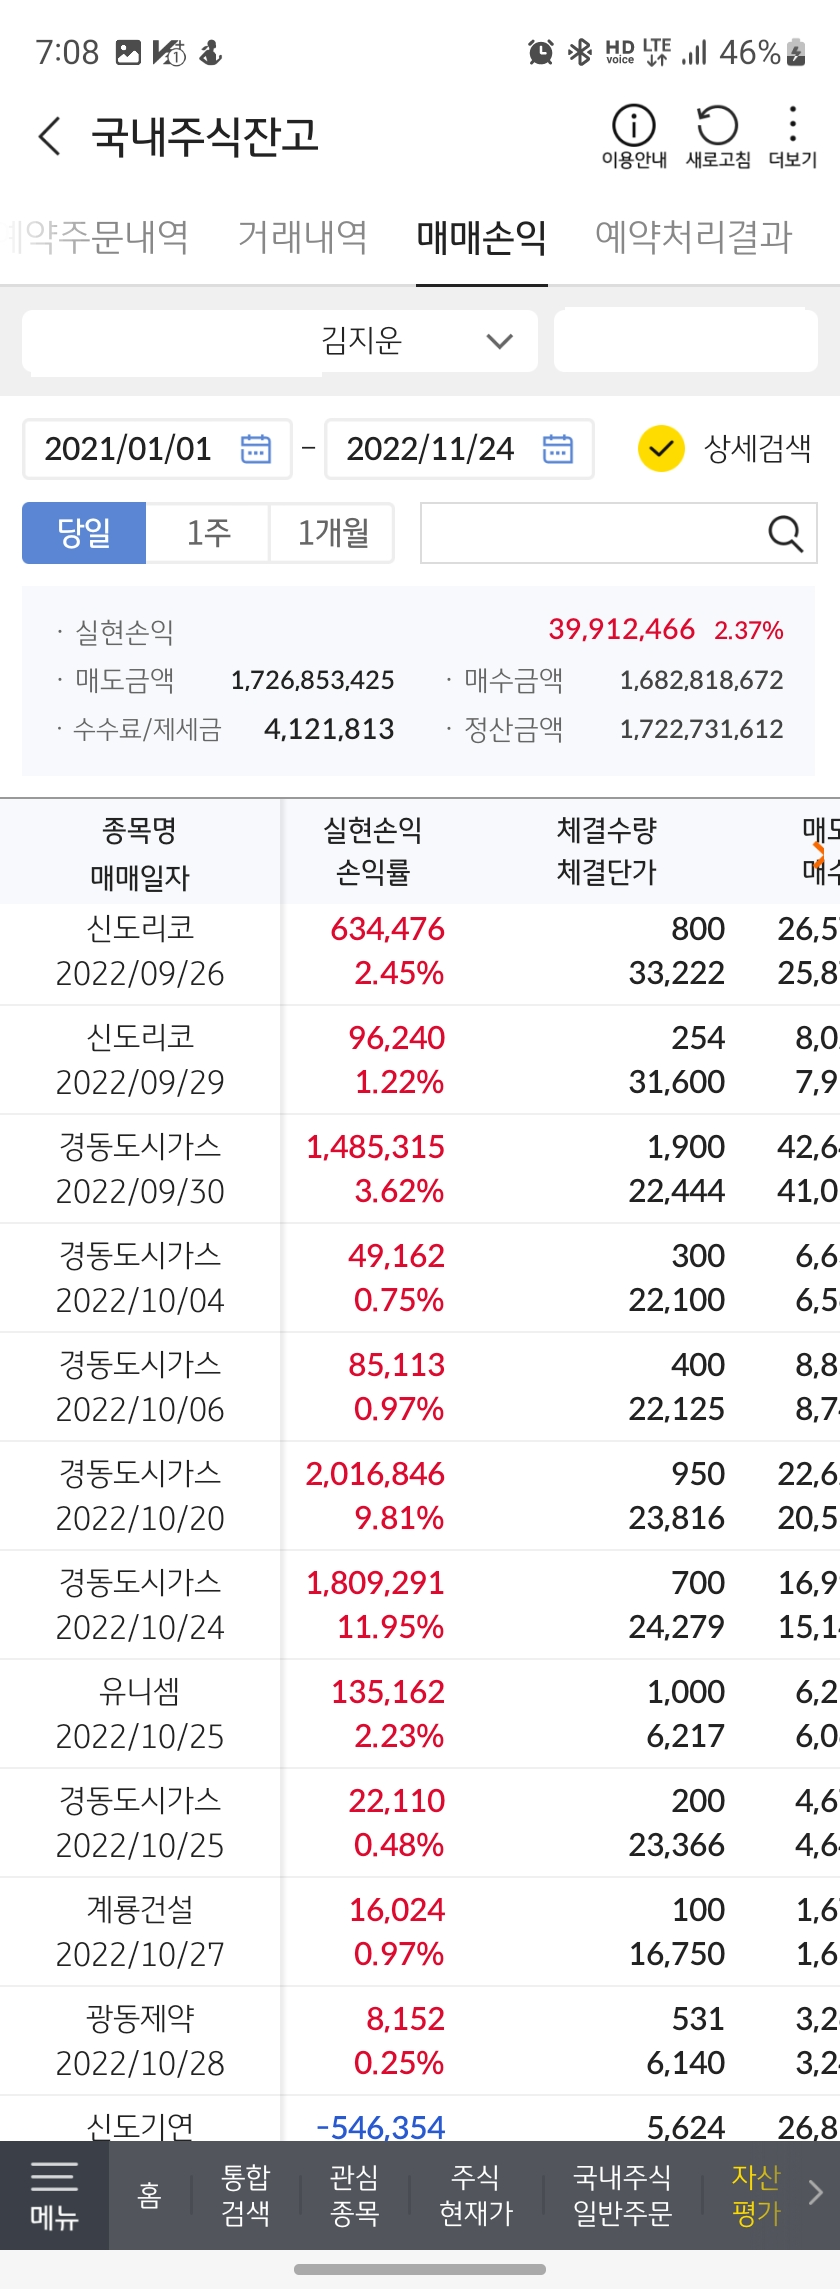 7:08 HD voice LTE 46%
국내주식잔고
이용안내 새로고침 더보기
예약주문내역 거래내역 매매손익 예약처리결과
김지운
2021/01/01 - 2022/11/24 상세검색
당일 1주 1개월
· 실현손익 39,912,466 2.37%
· 매도금액 1,726,853,425 · 매수금액 1,682,818,672
· 수수료/제세금 4,121,813 · 정산금액 1,722,731,612
종목명 실현손익 체결수량
매매일자 손익률 체결단가 매수
신도리코 634,476 800 26,5
2022/09/26 2.45% 33,222 25,8
신도리코 96,240 254 8,0
2022/09/29 1.22% 31,600 7,9
경동도시가스 1,485,315 1,900 42,6
2022/09/30 3.62% 22,444 41,0
경동도시가스 49,162 300 6,6
2022/10/04 0.75% 22,100 6,5
경동도시가스 85,113 400 8,8
2022/10/06 0.97% 22,125 8,7
경동도시가스 2,016,846 950 22,6
2022/10/20 9.81% 23,816 20,5
경동도시가스 1,809,291 700 16,9
2022/10/24 11.95% 24,279 15,1
유니셈 135,162 1,000 6,2
2022/10/25 2.23% 6,217 6,0
경동도시가스 22,110 200 4,6
2022/10/25 0.48% 23,366 4,6
계룡건설 16,024 100 1,6
2022/10/27 0.97% 16,750 1,6
광동제약 8,152 531 3,2
2022/10/28 0.25% 6,140 3,2
신도기연 -546,354 5,624 26,8
메뉴 홈 통합 관심 주식 국내주식 자산
검색 종목 현재가 일반주문 평가